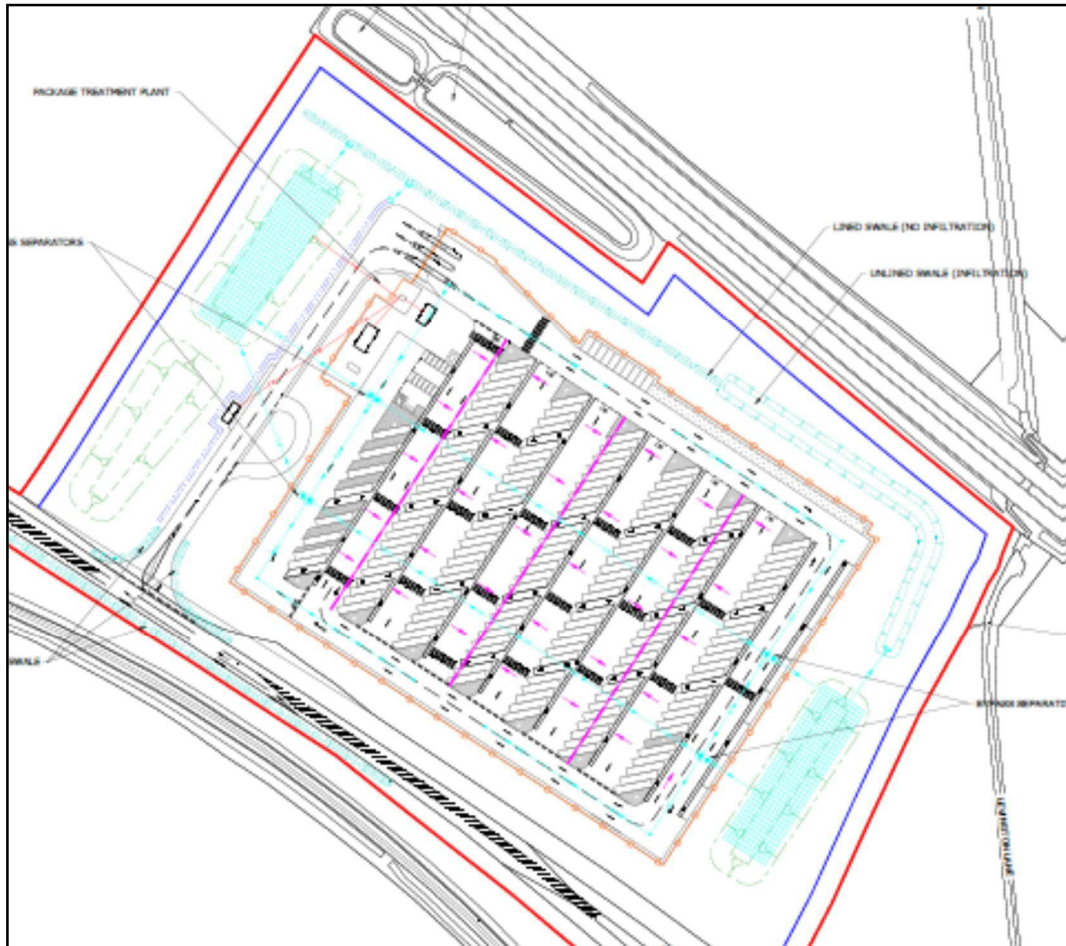 PACKAGE TREATMENT PLANT
LINED SWALE (NO INFILTRATION)
S SEPARATORS
UNLINED SWALE (INFILTRATION)
SWALE
BYPASS SEPARATO